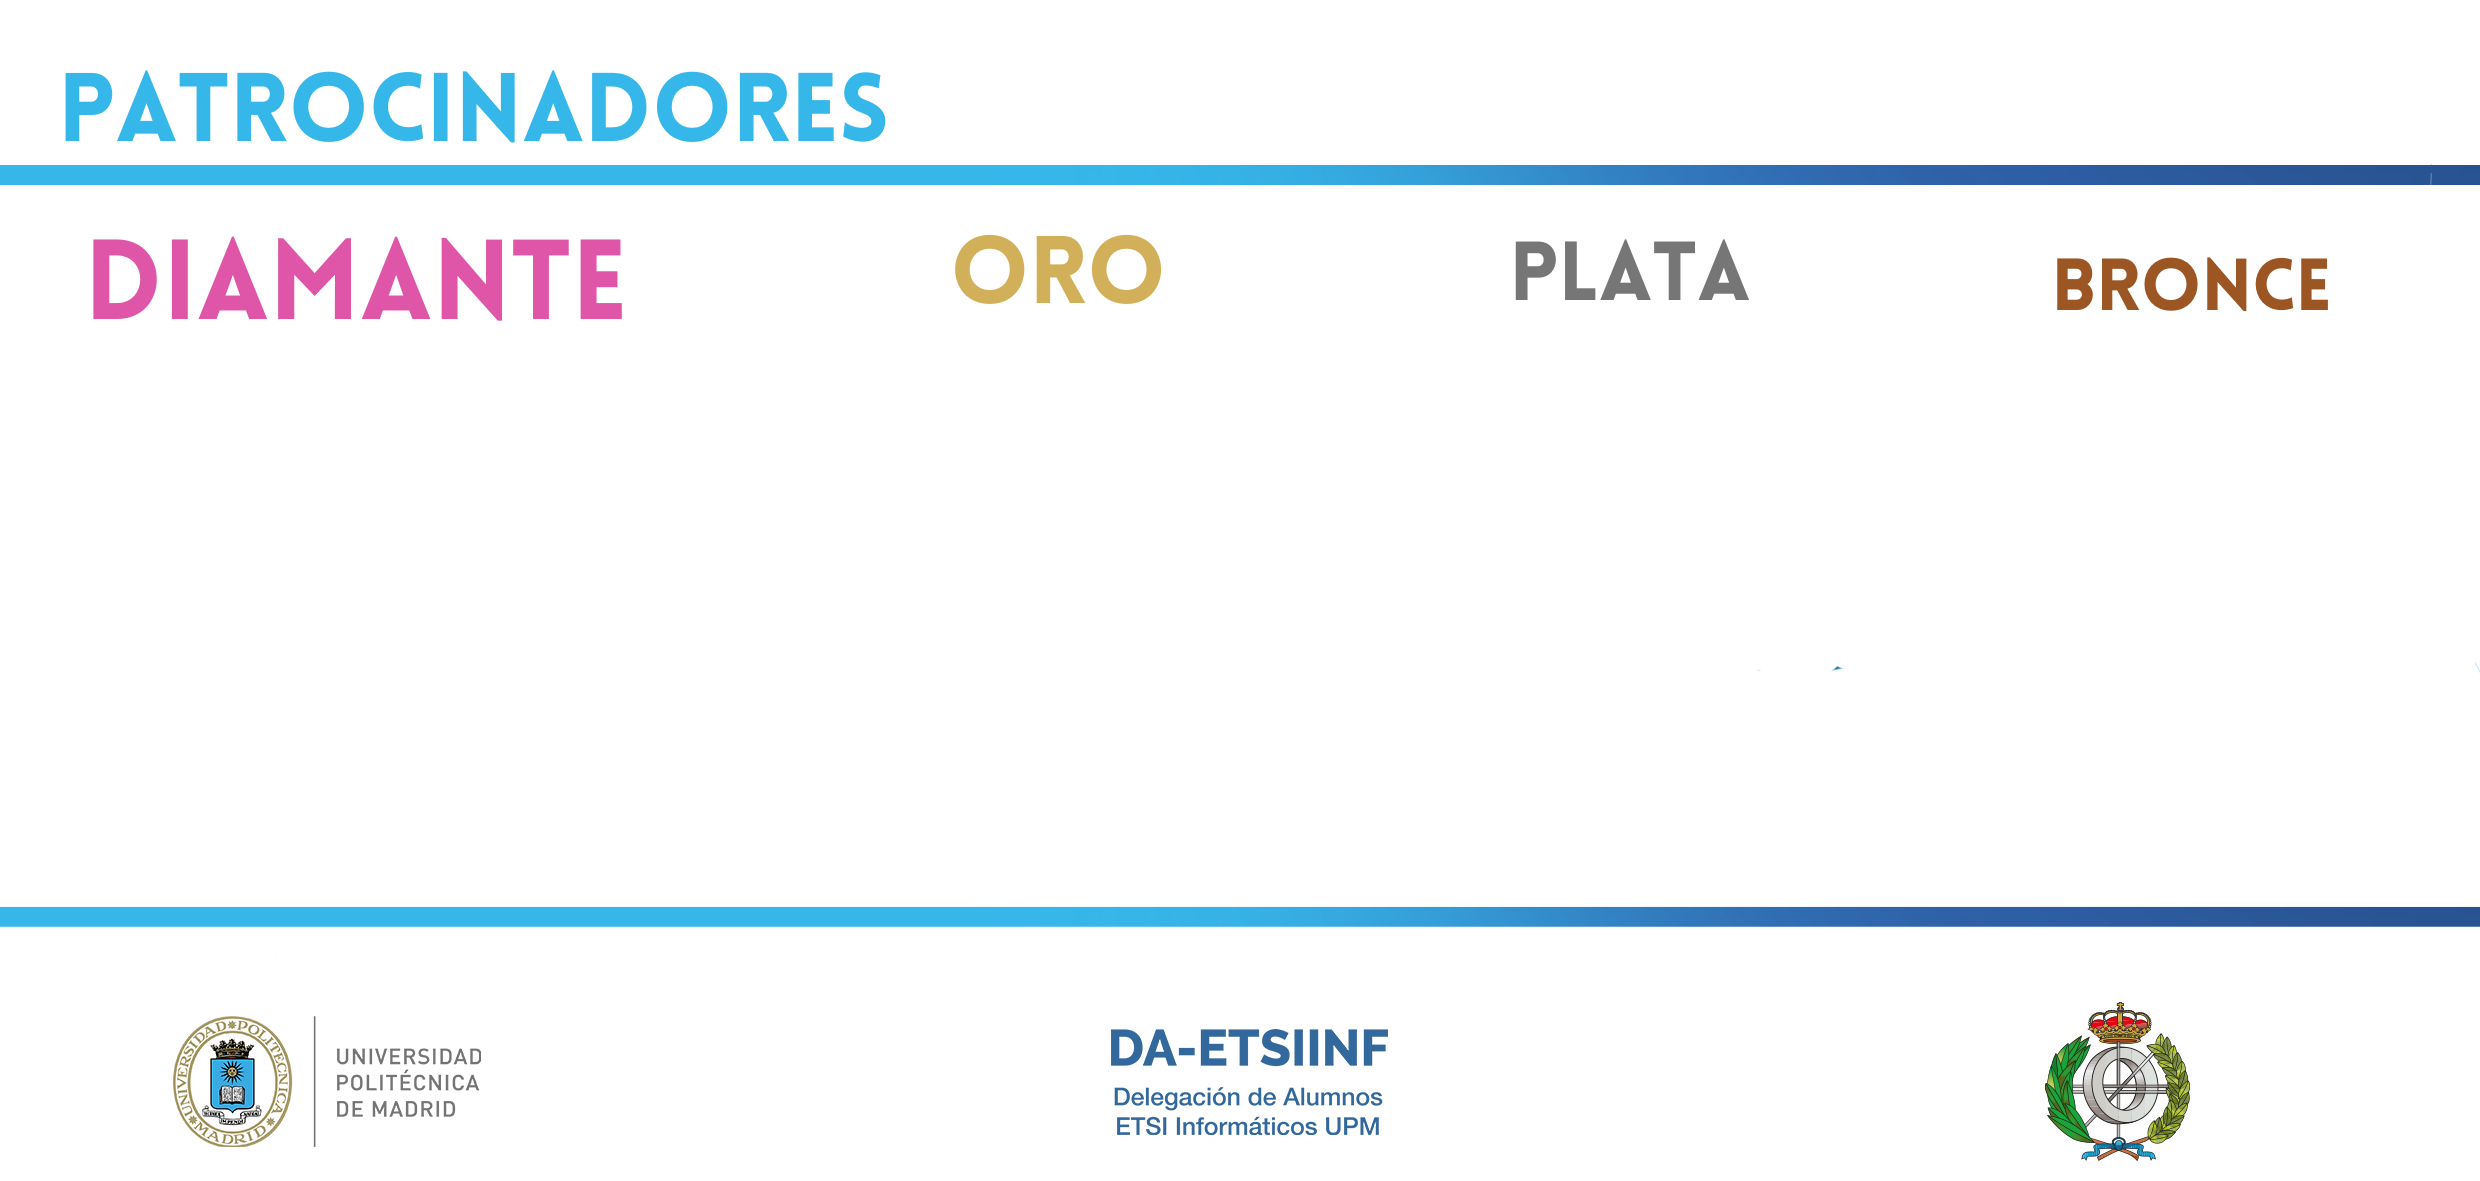 PATROCINADORES
DIAMANTE
ORO
PLATA
BRONCE
UNIVERSIDAD POLITÉCNICA
MADRID
UNIVERSIDAD
POLITÉCNICA
DE MADRID
DA-ETSIINF
Delegación de Alumnos
ETSI Informáticos UPM